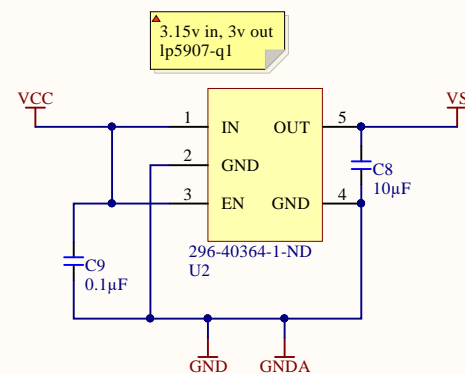 3.15v in, 3v out
lp5907-q1
VCC
VS
1
IN
OUT
5
2
GND
3
EN
GND
4
C8
10µF
296-40364-1-ND
U2
C9
0.1µF
GND
GNDA